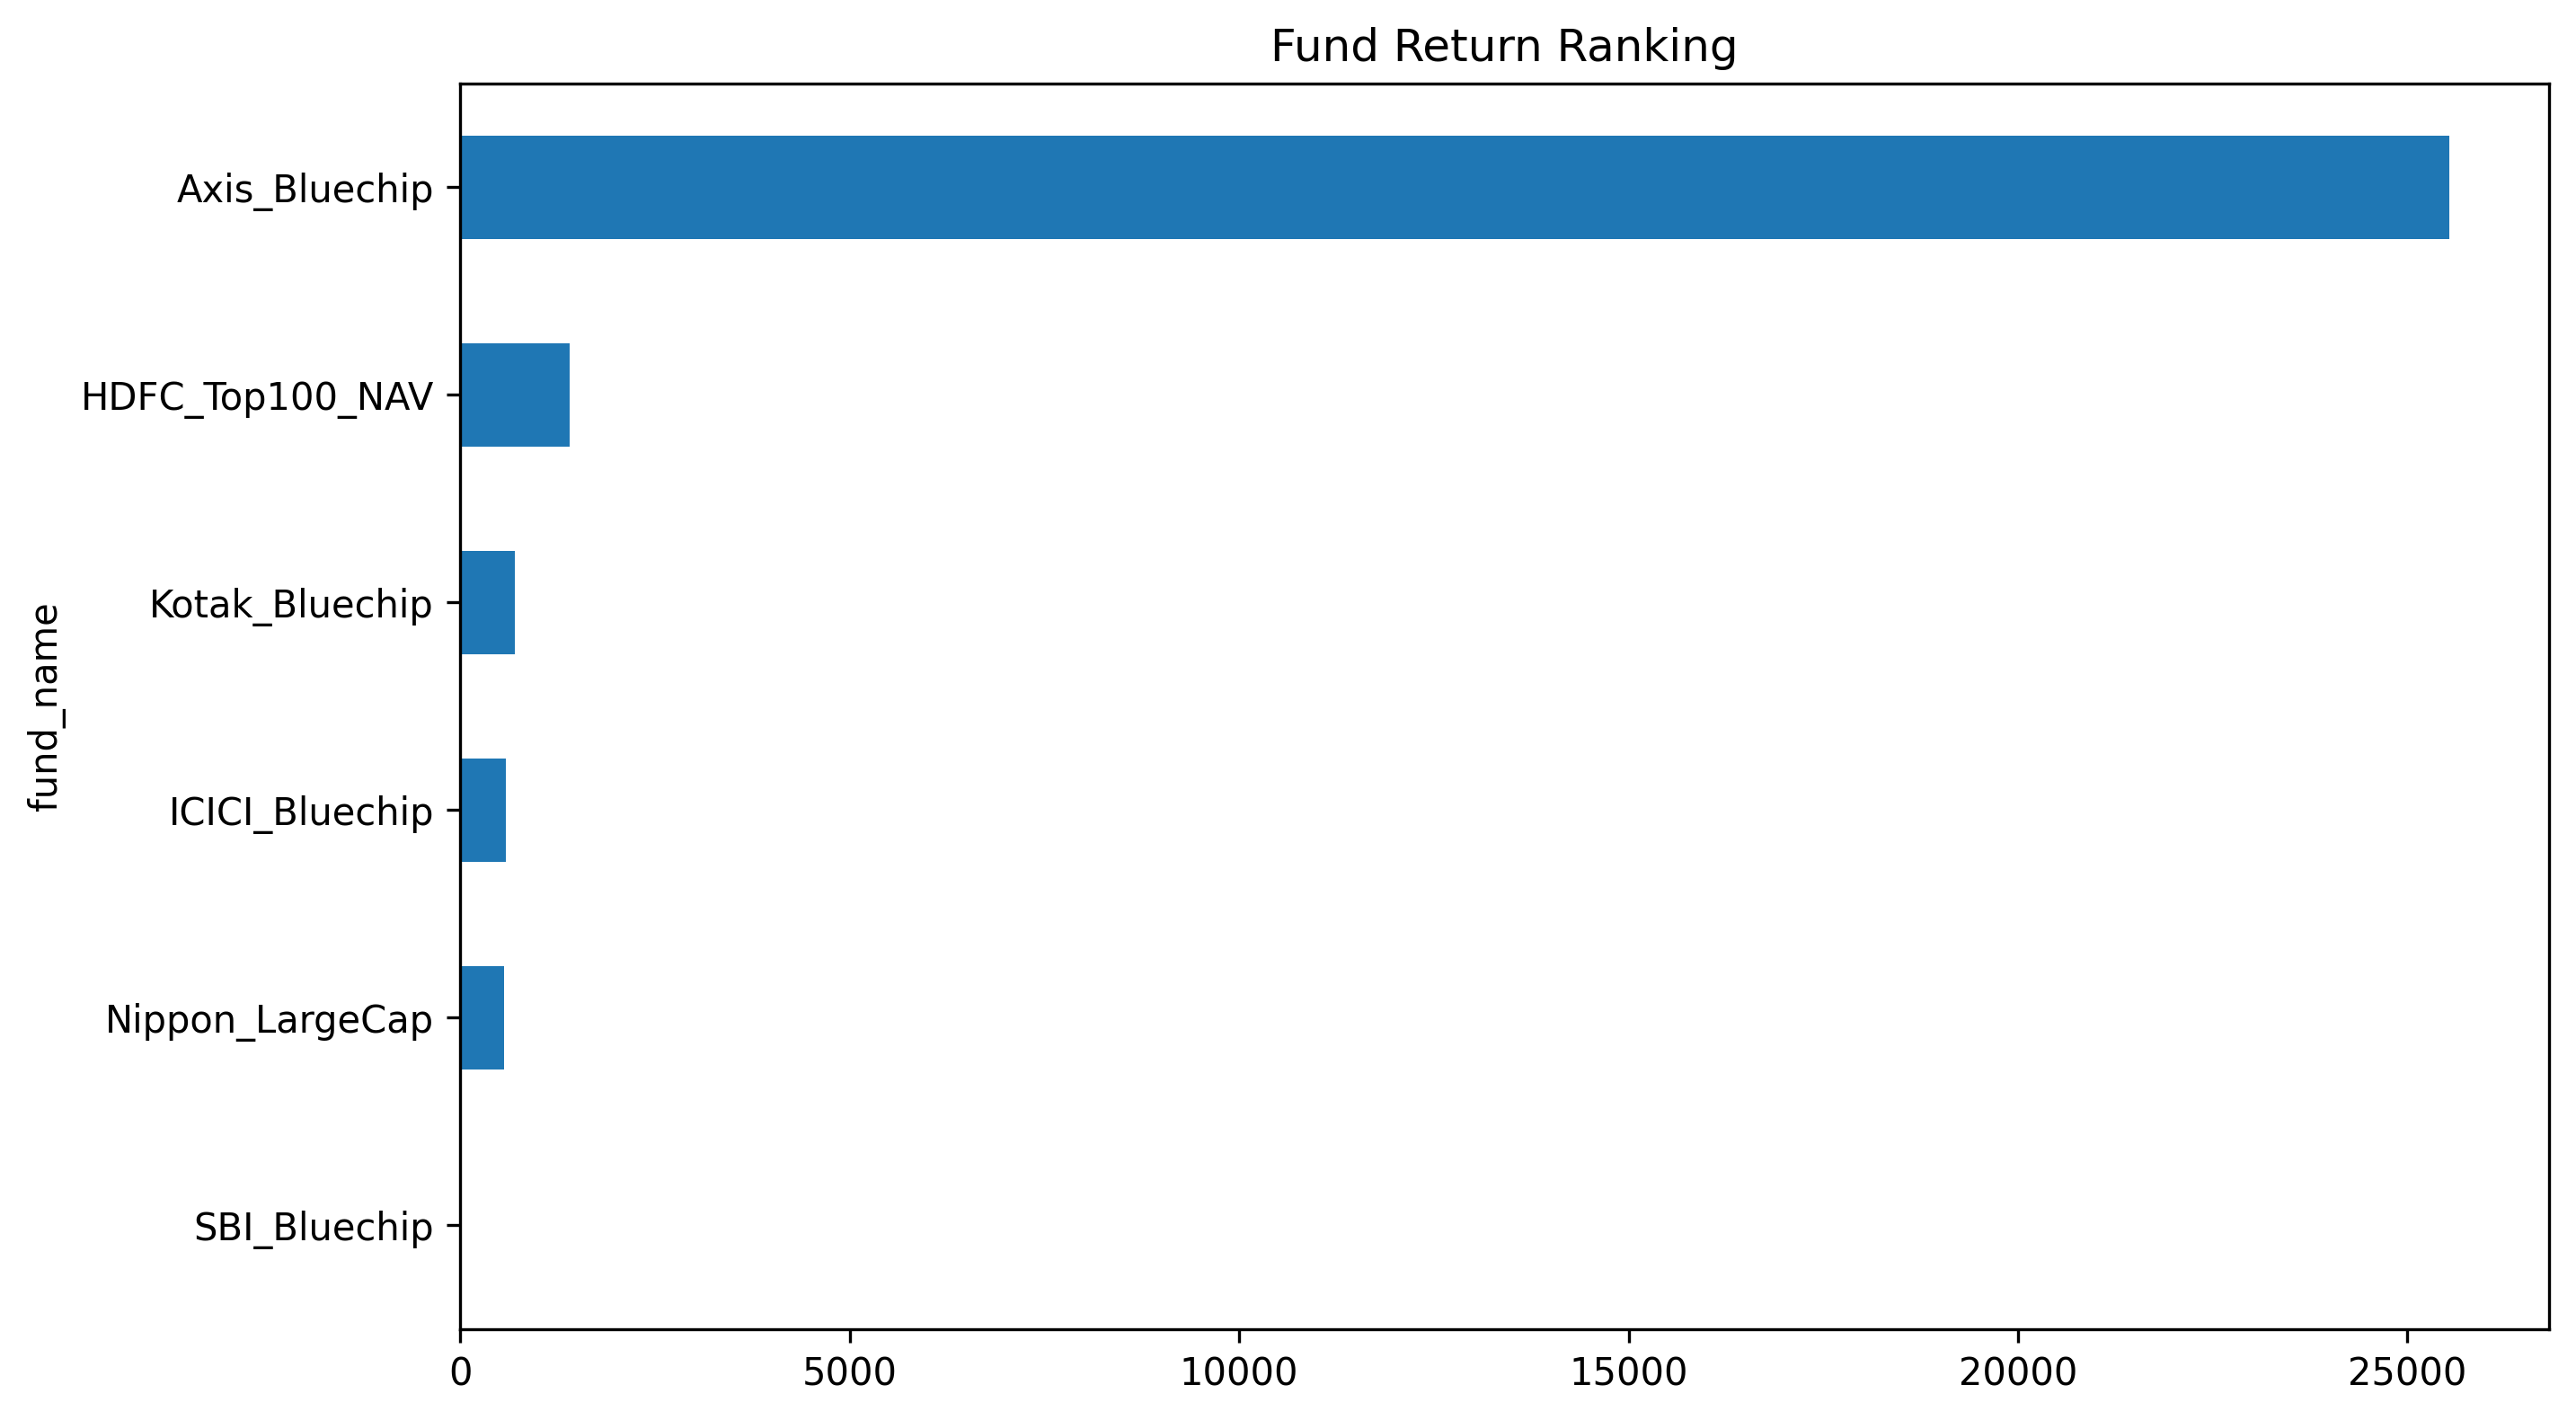 Fund Return Ranking
Axis_Bluechip
HDFC_Top100_NAV
Kotak_Bluechip
ICICI_Bluechip
Nippon_LargeCap
SBI_Bluechip
fund_name
0 5000 10000 15000 20000 25000